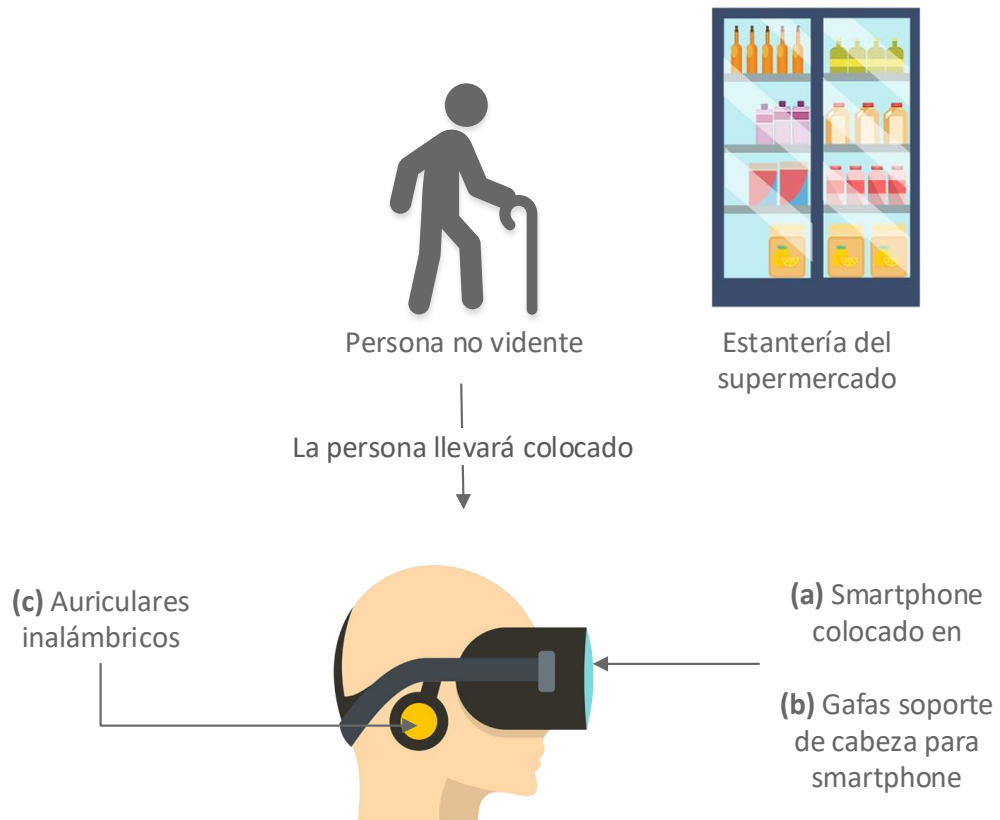 Persona no vidente
Estantería del
supermercado
La persona llevará colocado
(c) Auriculares
inalámbricos
(a) Smartphone
colocado en
(b) Gafas soporte
de cabeza para
smartphone